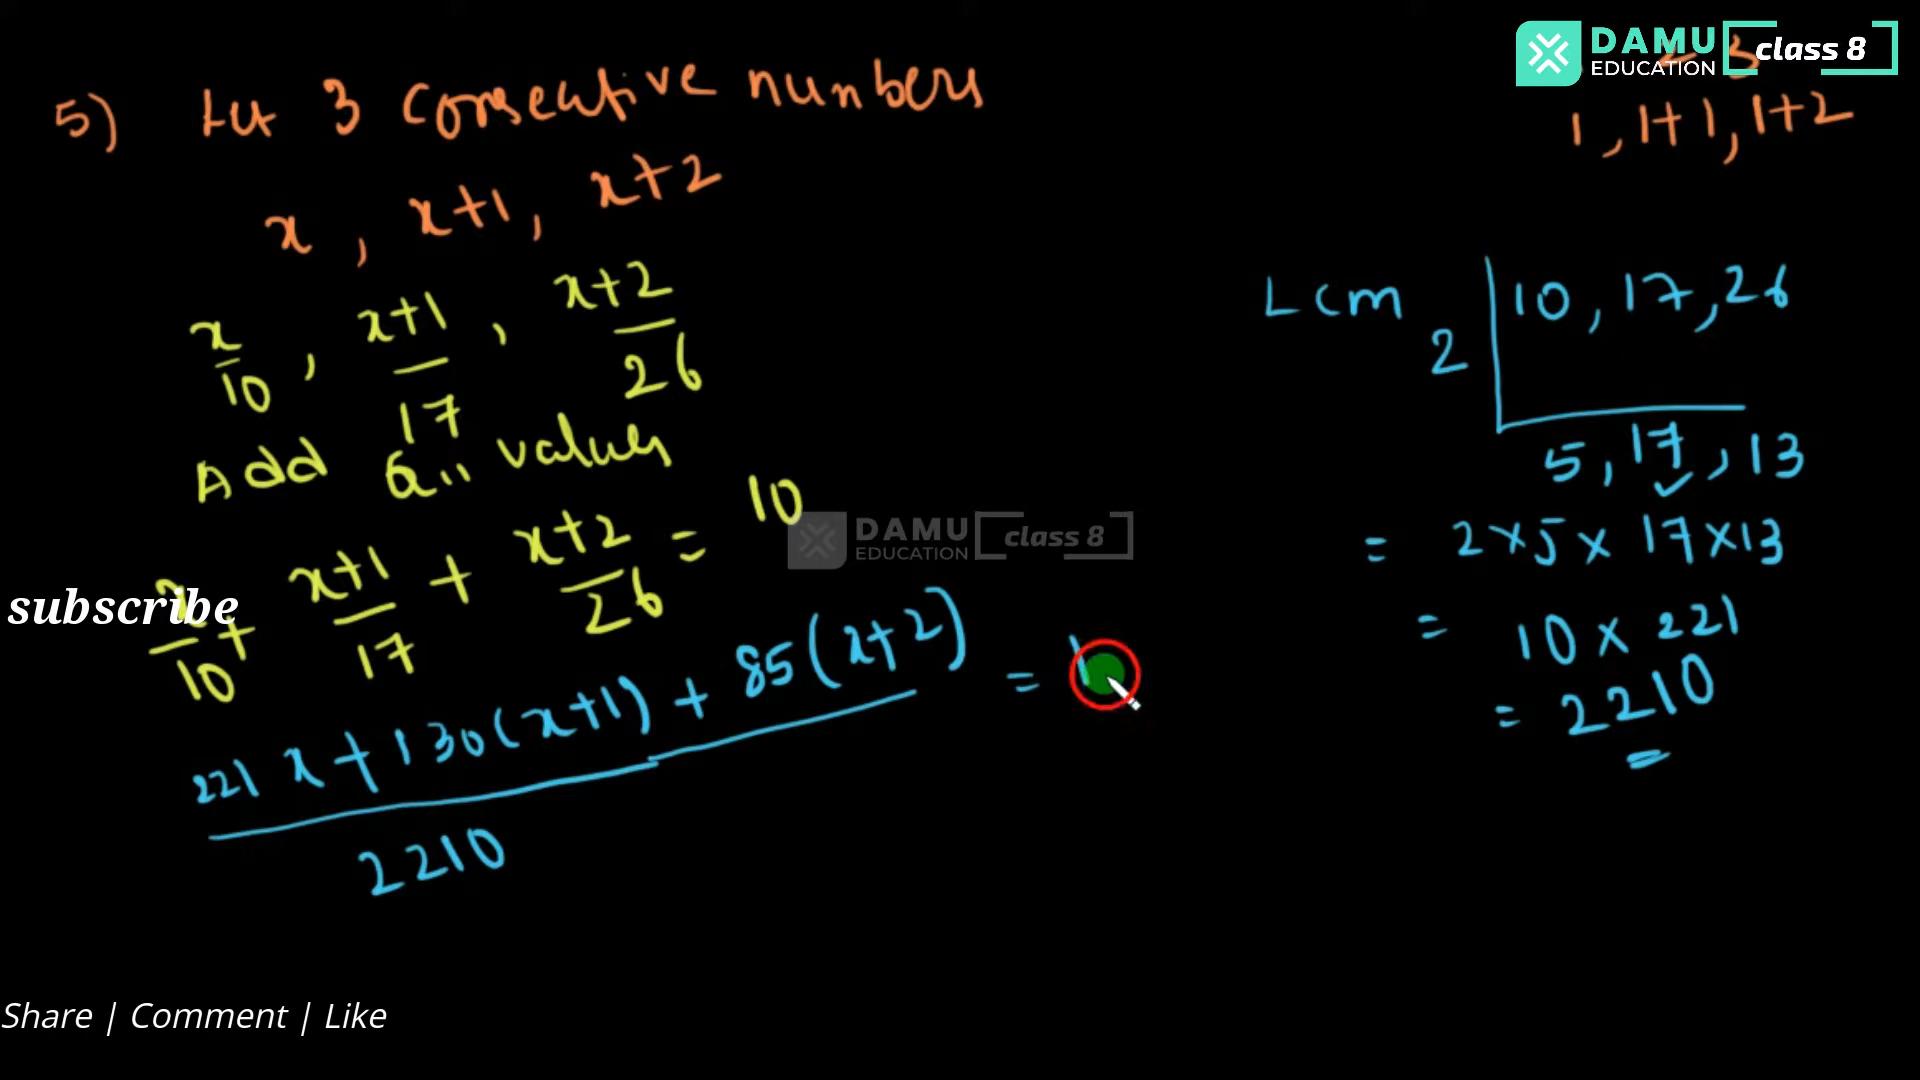 DAMU
EDUCATION
class 8
5) Let 3 consecutive numbers
1, 1+1, 1+2
x, x+1, x+2
x/10, x+1/17, x+2/26
Add all values
x/10 + x+1/17 + x+2/26 = 10
221x+130(x+1)+85(x+2)/2210 =
Lcm 2 | 10, 17, 26
5, 17, 13
= 2×5×17×13
= 10×221
= 2210
DAMU
EDUCATION
class 8
subscribe
Share | Comment | Like